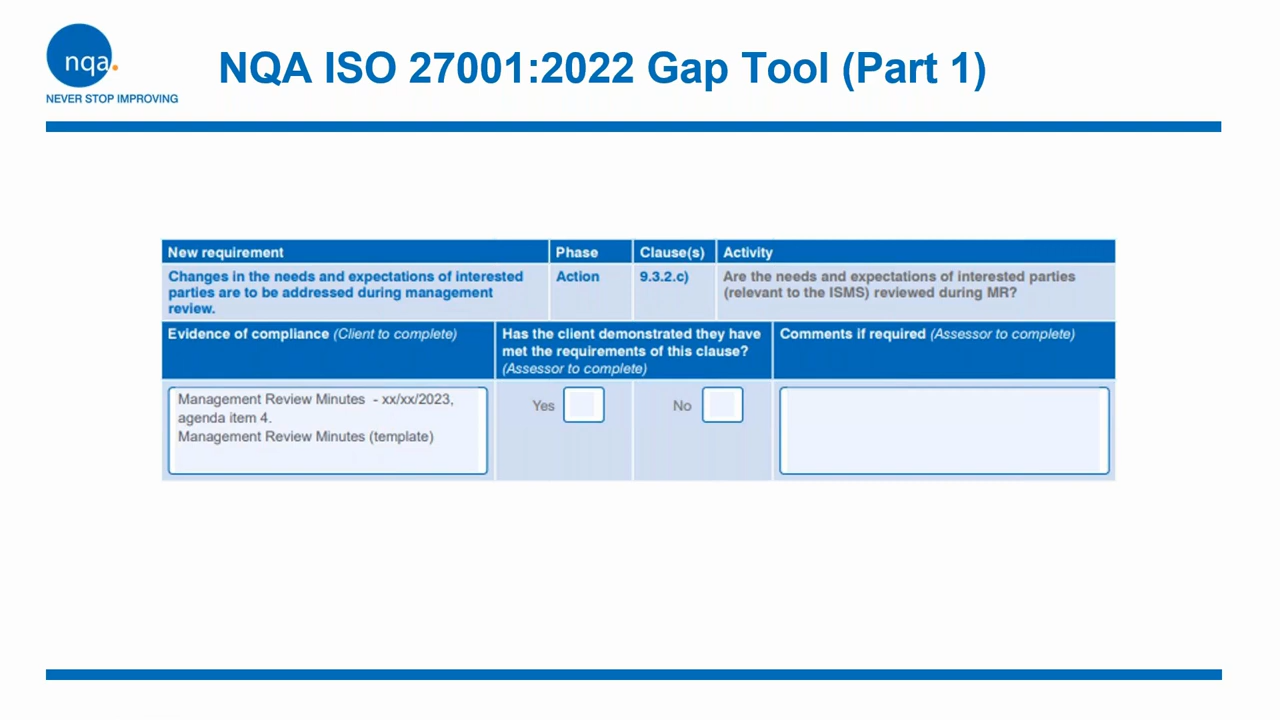 nqa.
NEVER STOP IMPROVING
NQA ISO 27001:2022 Gap Tool (Part 1)
New requirement Phase Clause(s) Activity
Changes in the needs and expectations of interested
parties are to be addressed during management
review.
Action
9.3.2.c)
Are the needs and expectations of interested parties
(relevant to the ISMS) reviewed during MR?
Evidence of compliance (Client to complete)
Has the client demonstrated they have
met the requirements of this clause?
(Assessor to complete)
Comments if required (Assessor to complete)
Management Review Minutes - xx/xx/2023,
agenda item 4.
Management Review Minutes (template)
Yes
No